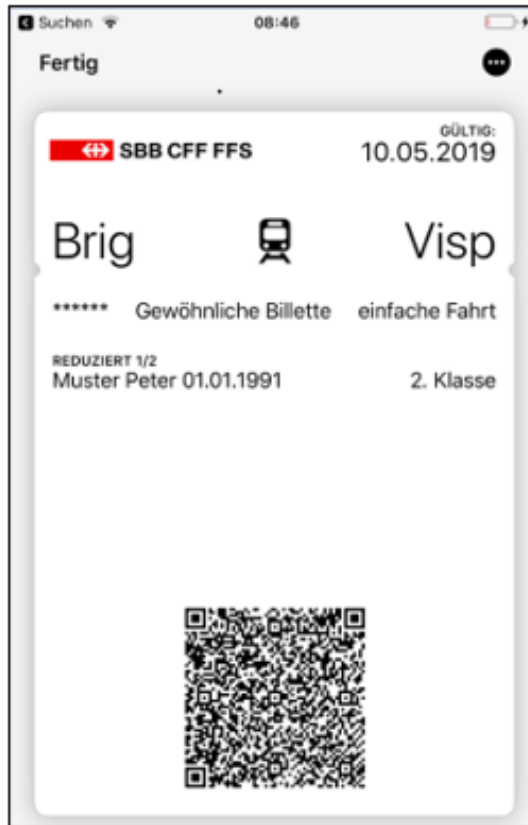 Suchen
08:46
Fertig
GÜLTIG:
SBB CFF FFS
10.05.2019
Brig
Visp
****** Gewöhnliche Billette einfache Fahrt
REDUZIERT 1/2
Muster Peter 01.01.1991 2. Klasse